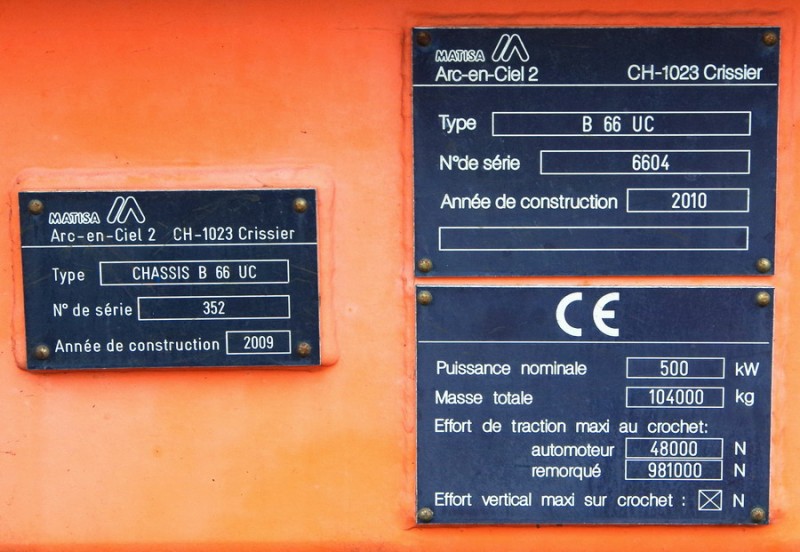 MATISA
Arc-en-Ciel 2 CH-1023 Crissier
Type CHASSIS B 66 UC
N° de série 352
Année de construction 2009
MATISA
Arc-en-Ciel 2 CH-1023 Crissier
Type B 66 UC
N°de série 6604
Année de construction 2010
CE
Puissance nominale 500 kW
Masse totale 104000 kg
Effort de traction maxi au crochet:
automoteur 48000 N
remorqué 981000 N
Effort vertical maxi sur crochet : N